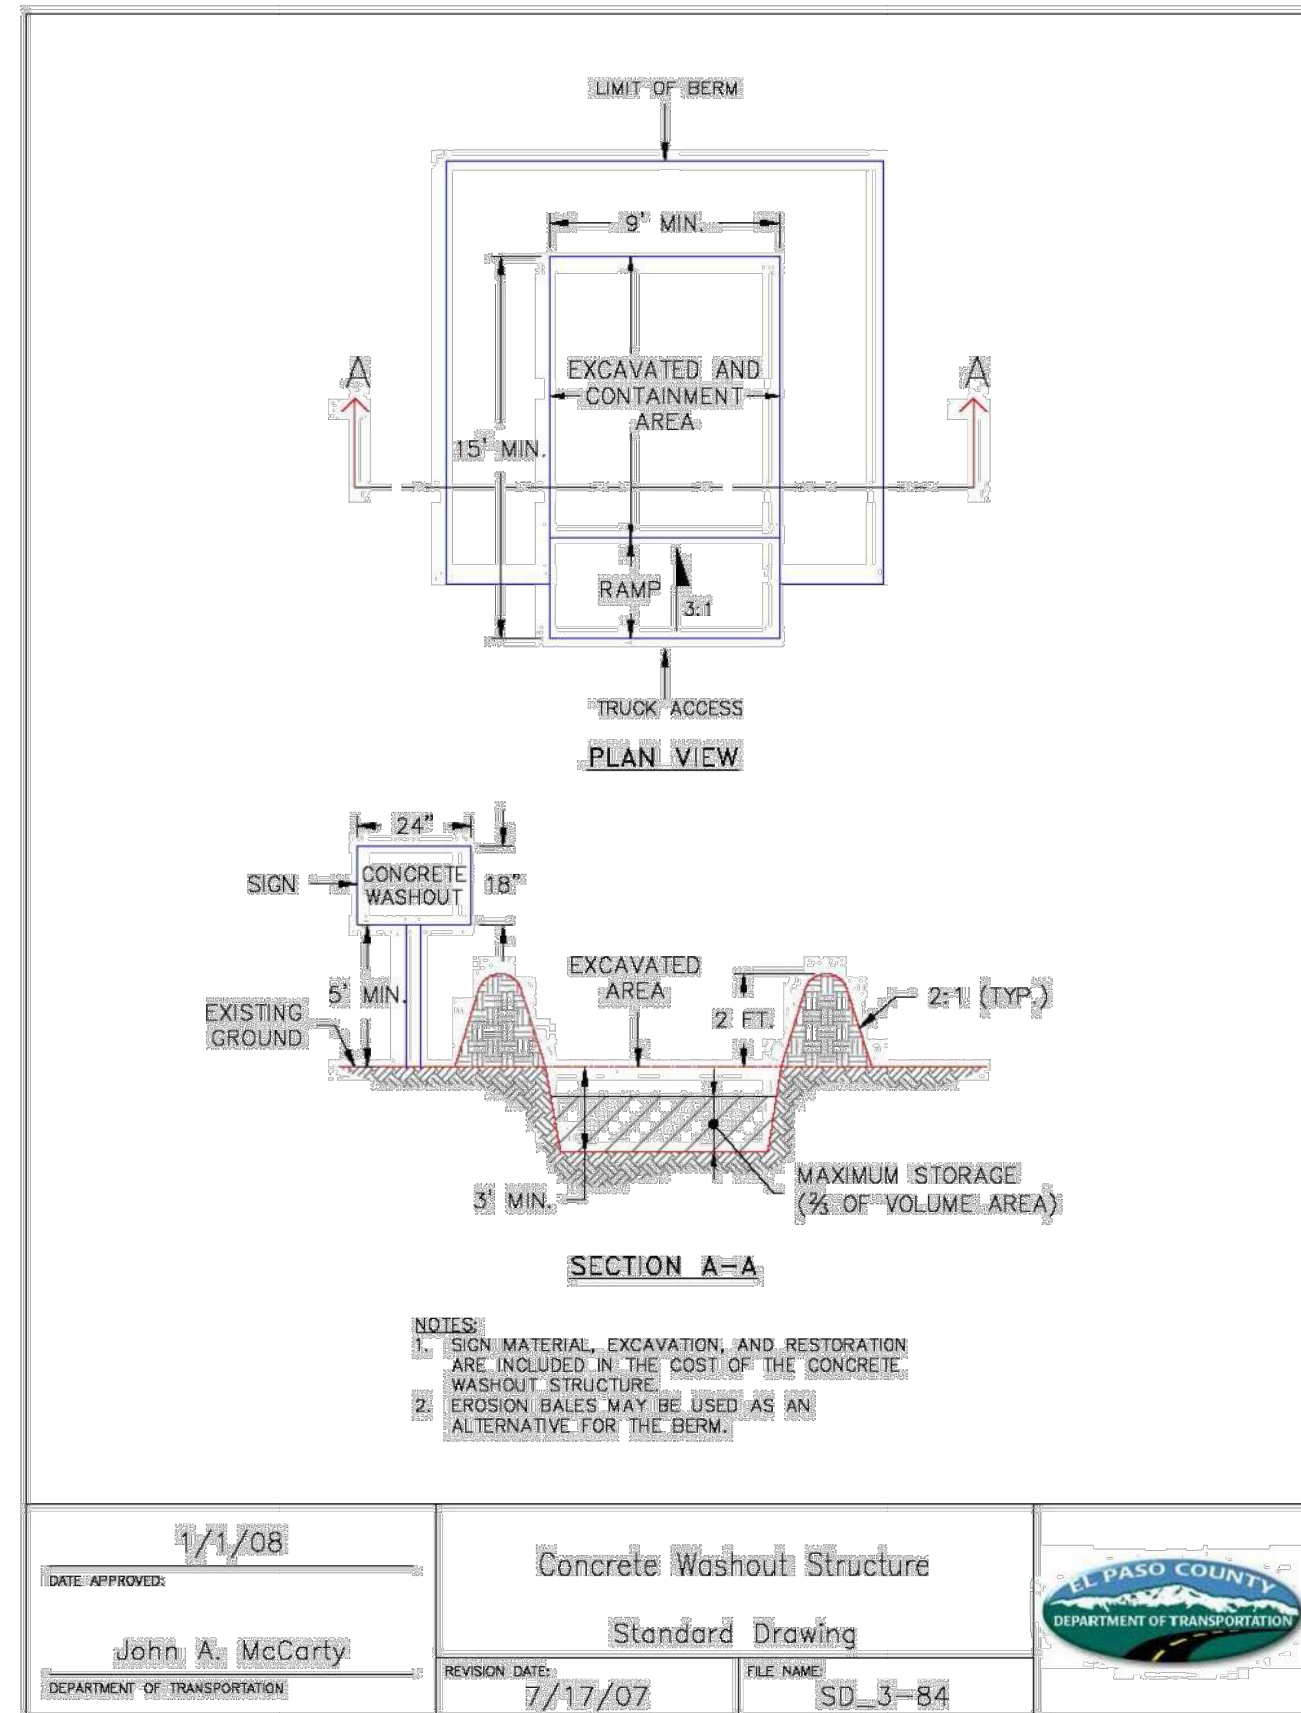 LIMIT OF BERM
9' MIN.
A
A
EXCAVATED AND
CONTAINMENT
AREA
15' MIN.
RAMP
3:1
TRUCK ACCESS
PLAN VIEW
24"
SIGN
CONCRETE
WASHOUT
18"
5' MIN.
EXISTING
GROUND
EXCAVATED
AREA
2 FT.
2:1 (TYP.)
3' MIN.
MAXIMUM STORAGE
(⅔ OF VOLUME AREA)
SECTION A-A
NOTES:
1. SIGN MATERIAL, EXCAVATION, AND RESTORATION
ARE INCLUDED IN THE COST OF THE CONCRETE
WASHOUT STRUCTURE.
2. EROSION BALES MAY BE USED AS AN
ALTERNATIVE FOR THE BERM.
1/1/08
DATE APPROVED:
John A. McCarty
DEPARTMENT OF TRANSPORTATION
Concrete Washout Structure
Standard Drawing
REVISION DATE:
7/17/07
FILE NAME:
SD_3-84
EL PASO COUNTY
DEPARTMENT OF TRANSPORTATION